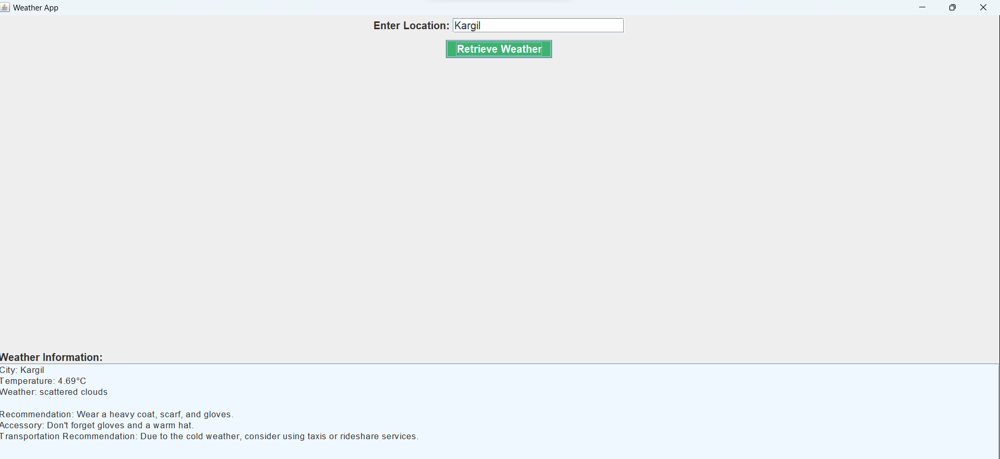 Weather App
Enter Location: Kargil
Retrieve Weather
Weather Information:
City: Kargil
Temperature: 4.69°C
Weather: scattered clouds
Recommendation: Wear a heavy coat, scarf, and gloves.
Accessory: Don't forget gloves and a warm hat.
Transportation Recommendation: Due to the cold weather, consider using taxis or rideshare services.